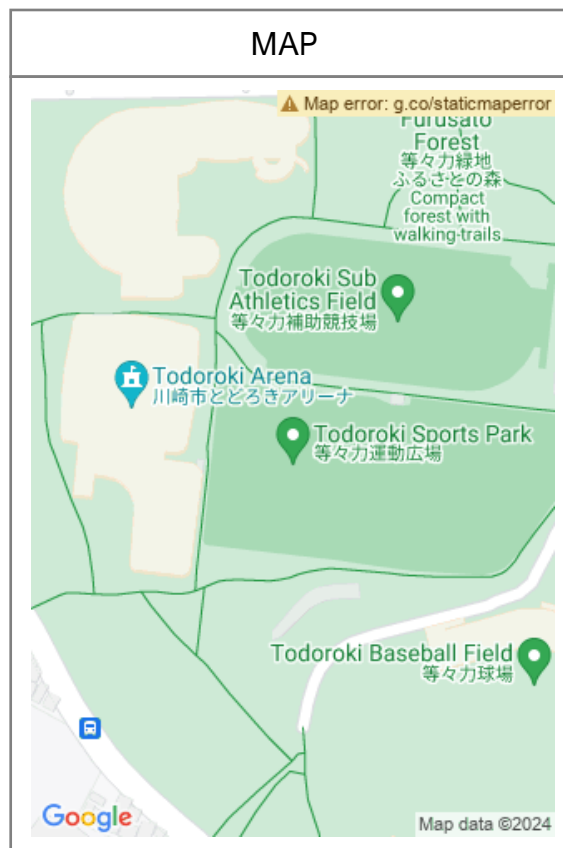 MAP
Map error: g.co/staticmaperror
Furusato
Forest
等々力緑地
ふるさとの森
Compact
forest with
walking-trails
Todoroki Sub
Athletics Field
等々力補助競技場
Todoroki Arena
川崎市とどろきアリーナ
Todoroki Sports Park
等々力運動広場
Todoroki Baseball Field
等々力球場
Google
Map data ©2024